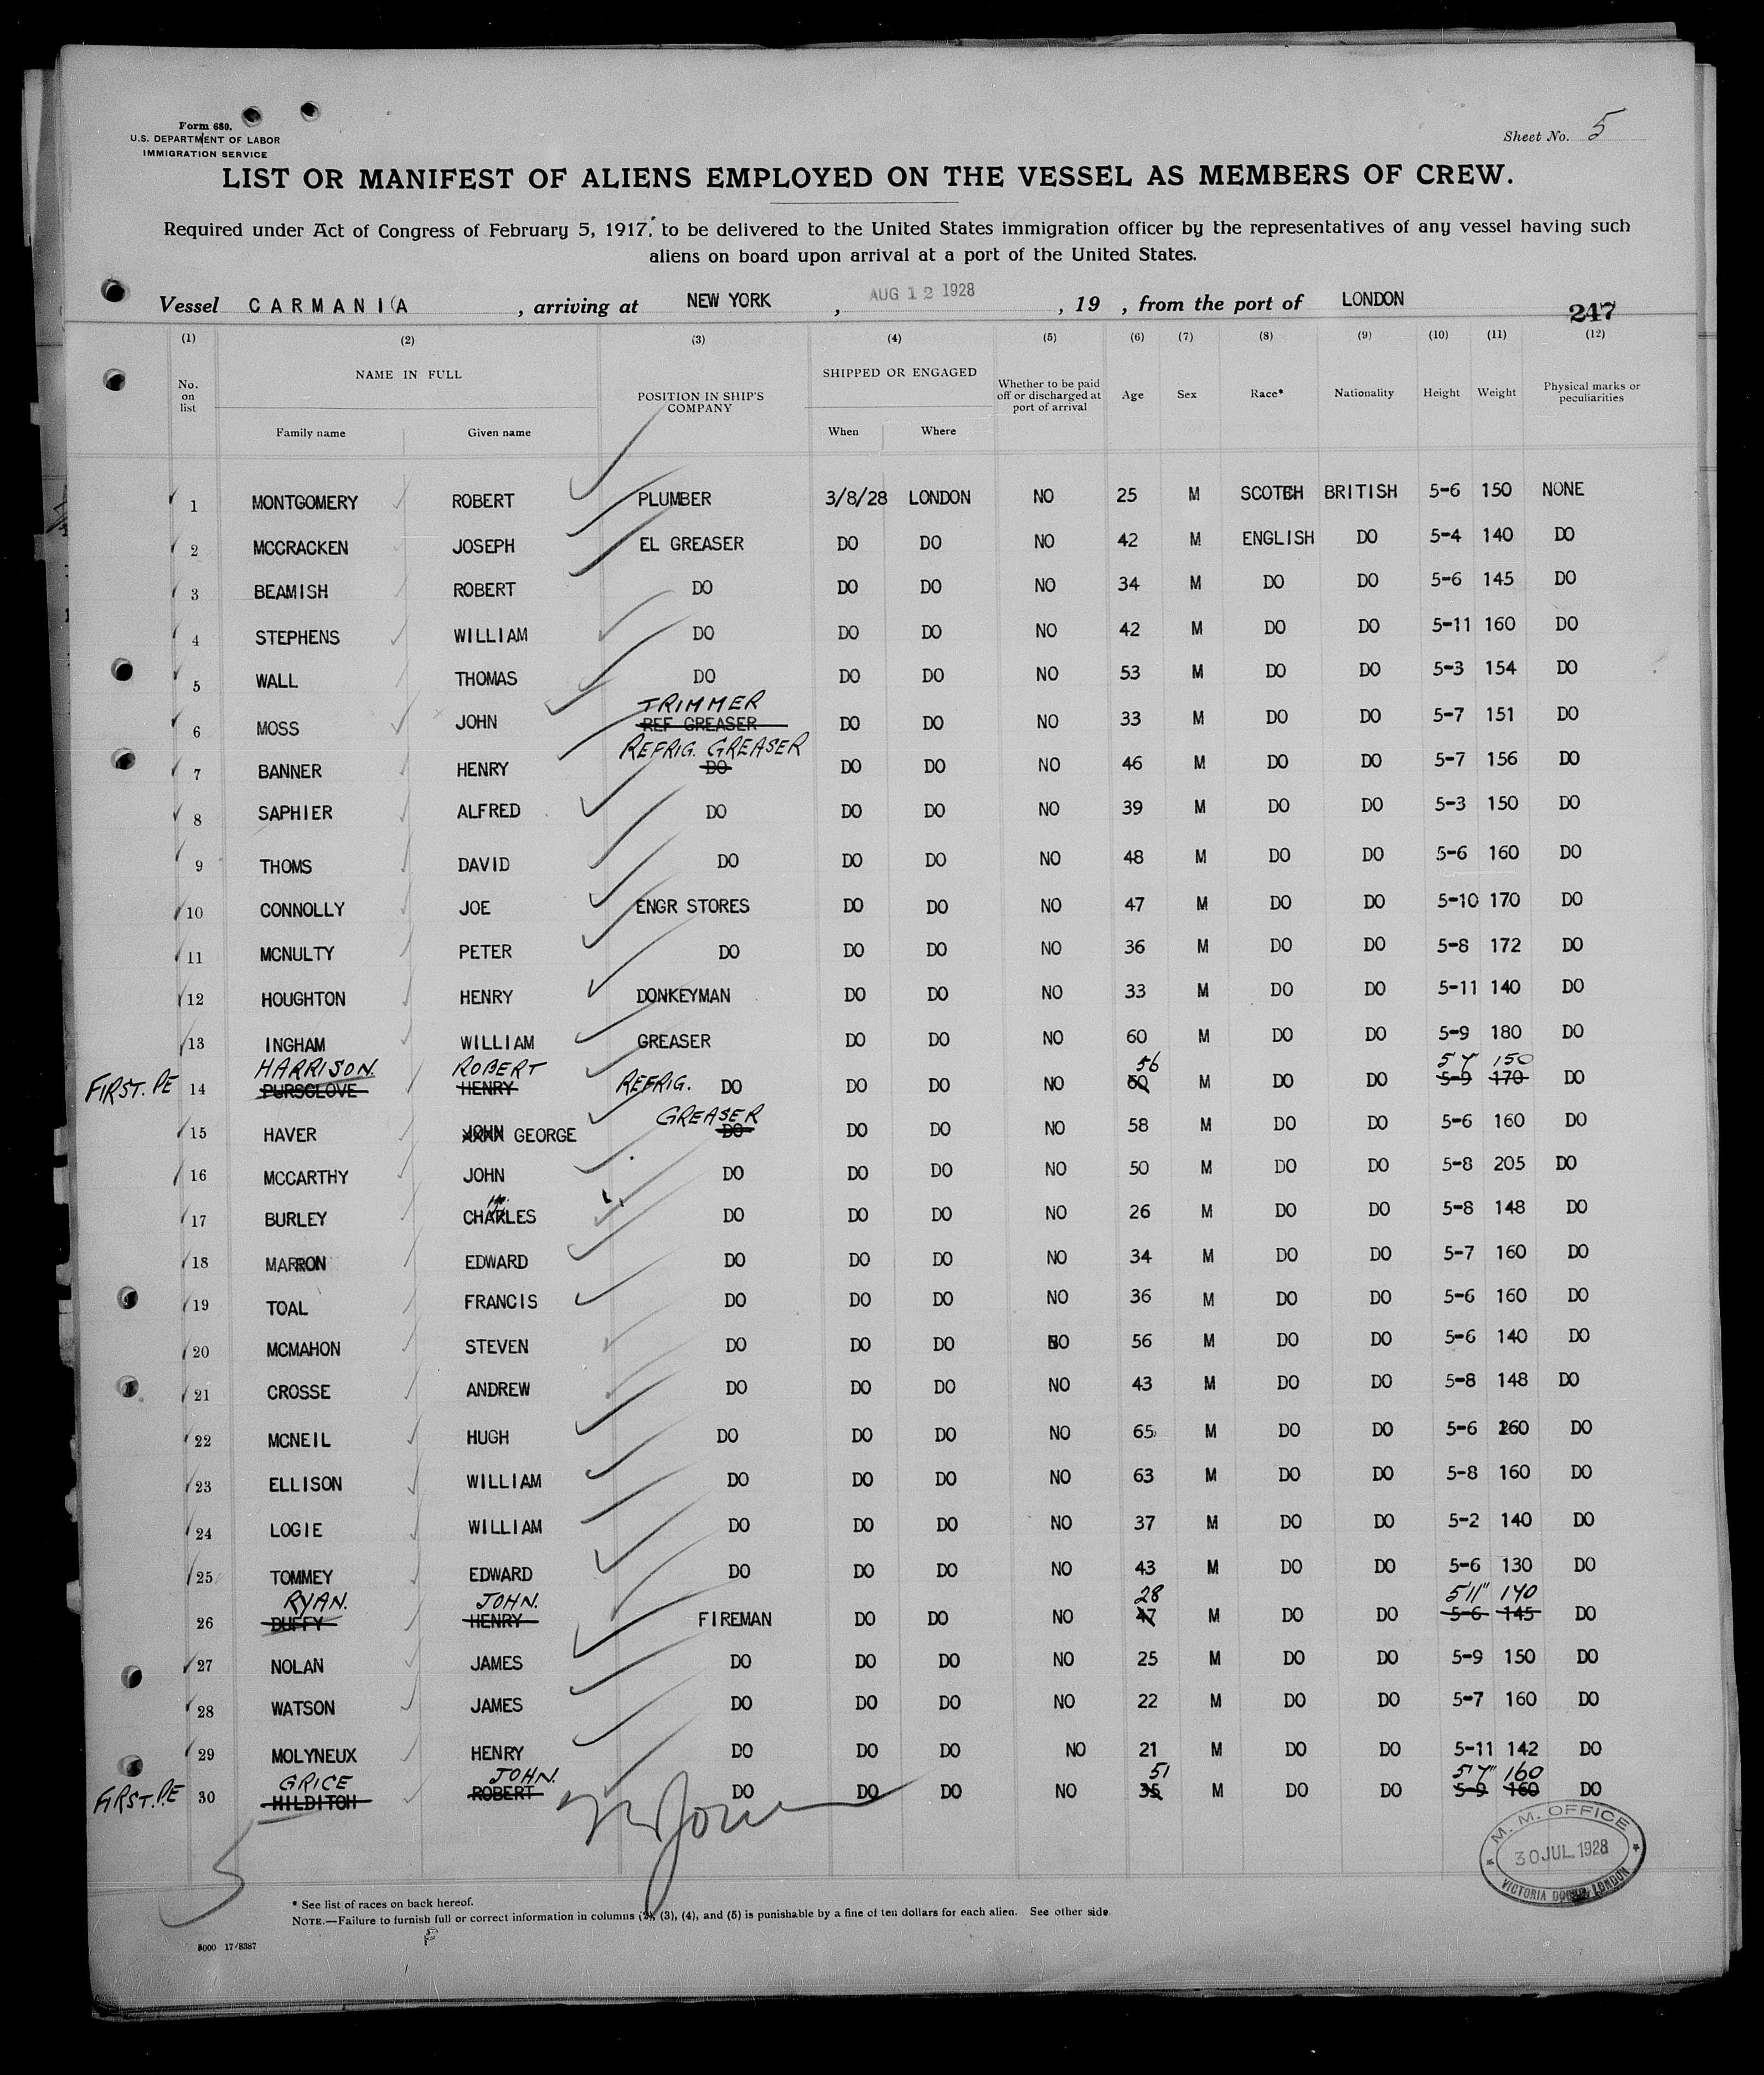 Form 680.
U.S. DEPARTMENT OF LABOR
IMMIGRATION SERVICE
Sheet No. 5
LIST OR MANIFEST OF ALIENS EMPLOYED ON THE VESSEL AS MEMBERS OF CREW.
Required under Act of Congress of February 5, 1917, to be delivered to the United States immigration officer by the representatives of any vessel having such
aliens on board upon arrival at a port of the United States.
Vessel CARMANIA , arriving at NEW YORK , AUG 12 1928 , 19 , from the port of LONDON
247
(1) (2) (3) (4) (5) (6) (7) (8) (9) (10) (11) (12)
No. on list NAME IN FULL POSITION IN SHIP'S COMPANY SHIPPED OR ENGAGED Whether to be paid off or discharged at port of arrival Age Sex Race* Nationality Height Weight Physical marks or peculiarities
Family name Given name When Where
1 MONTGOMERY ROBERT PLUMBER 3/8/28 LONDON NO 25 M SCOTCH BRITISH 5-6 150 NONE
2 MCCRACKEN JOSEPH EL GREASER DO DO NO 42 M ENGLISH DO 5-4 140 DO
3 BEAMISH ROBERT DO DO DO NO 34 M DO DO 5-6 145 DO
4 STEPHENS WILLIAM DO DO DO NO 42 M DO DO 5-11 160 DO
5 WALL THOMAS DO DO DO NO 53 M DO DO 5-3 154 DO
TRIMMER
6 MOSS JOHN REF GREASER DO DO NO 33 M DO DO 5-7 151 DO
REFRIG. GREASER
7 BANNER HENRY DO DO DO NO 46 M DO DO 5-7 156 DO
8 SAPHIER ALFRED DO DO DO NO 39 M DO DO 5-3 150 DO
9 THOMS DAVID DO DO DO NO 48 M DO DO 5-6 160 DO
10 CONNOLLY JOE ENGR STORES DO DO NO 47 M DO DO 5-10 170 DO
11 MCNULTY PETER DO DO DO NO 36 M DO DO 5-8 172 DO
12 HOUGHTON HENRY DONKEYMAN DO DO NO 33 M DO DO 5-11 140 DO
13 INGHAM WILLIAM GREASER DO DO NO 60 M DO DO 5-9 180 DO
HARRISON. ROBERT 56 5 7 150
FIRST. PE 14 PURSGLOVE HENRY REFRIG. DO DO DO NO 60 M DO DO 5-9 170 DO
GREASER
15 HAVER JOHN GEORGE DO DO DO NO 58 M DO DO 5-6 160 DO
16 MCCARTHY JOHN DO DO DO NO 50 M DO DO 5-8 205 DO
17 BURLEY CHARLES DO DO DO NO 26 M DO DO 5-8 148 DO
18 MARRON EDWARD DO DO DO NO 34 M DO DO 5-7 160 DO
19 TOAL FRANCIS DO DO DO NO 36 M DO DO 5-6 160 DO
20 MCMAHON STEVEN DO DO DO NO 56 M DO DO 5-6 140 DO
21 CROSSE ANDREW DO DO DO NO 43 M DO DO 5-8 148 DO
22 MCNEIL HUGH DO DO DO NO 65 M DO DO 5-6 160 DO
23 ELLISON WILLIAM DO DO DO NO 63 M DO DO 5-8 160 DO
24 LOGIE WILLIAM DO DO DO NO 37 M DO DO 5-2 140 DO
25 TOMMEY EDWARD DO DO DO NO 43 M DO DO 5-6 130 DO
RYAN. JOHN. 28 5'11" 140
26 DUFFY HENRY FIREMAN DO DO NO 47 M DO DO 5-6 145 DO
27 NOLAN JAMES DO DO DO NO 25 M DO DO 5-9 150 DO
28 WATSON JAMES DO DO DO NO 22 M DO DO 5-7 160 DO
29 MOLYNEUX HENRY DO DO DO NO 21 M DO DO 5-11 142 DO
GRICE JOHN. 51 5'7" 160
FIRST. PE 30 HILDITCH ROBERT DO DO DO NO 35 M DO DO 5-9 160 DO
5
M. M. OFFICE
30 JUL 1928
VICTORIA DOCKS, LONDON
* See list of races on back hereof.
NOTE.—Failure to furnish full or correct information in columns (2), (3), (4), and (5) is punishable by a fine of ten dollars for each alien. See other side.
5000 17/8387